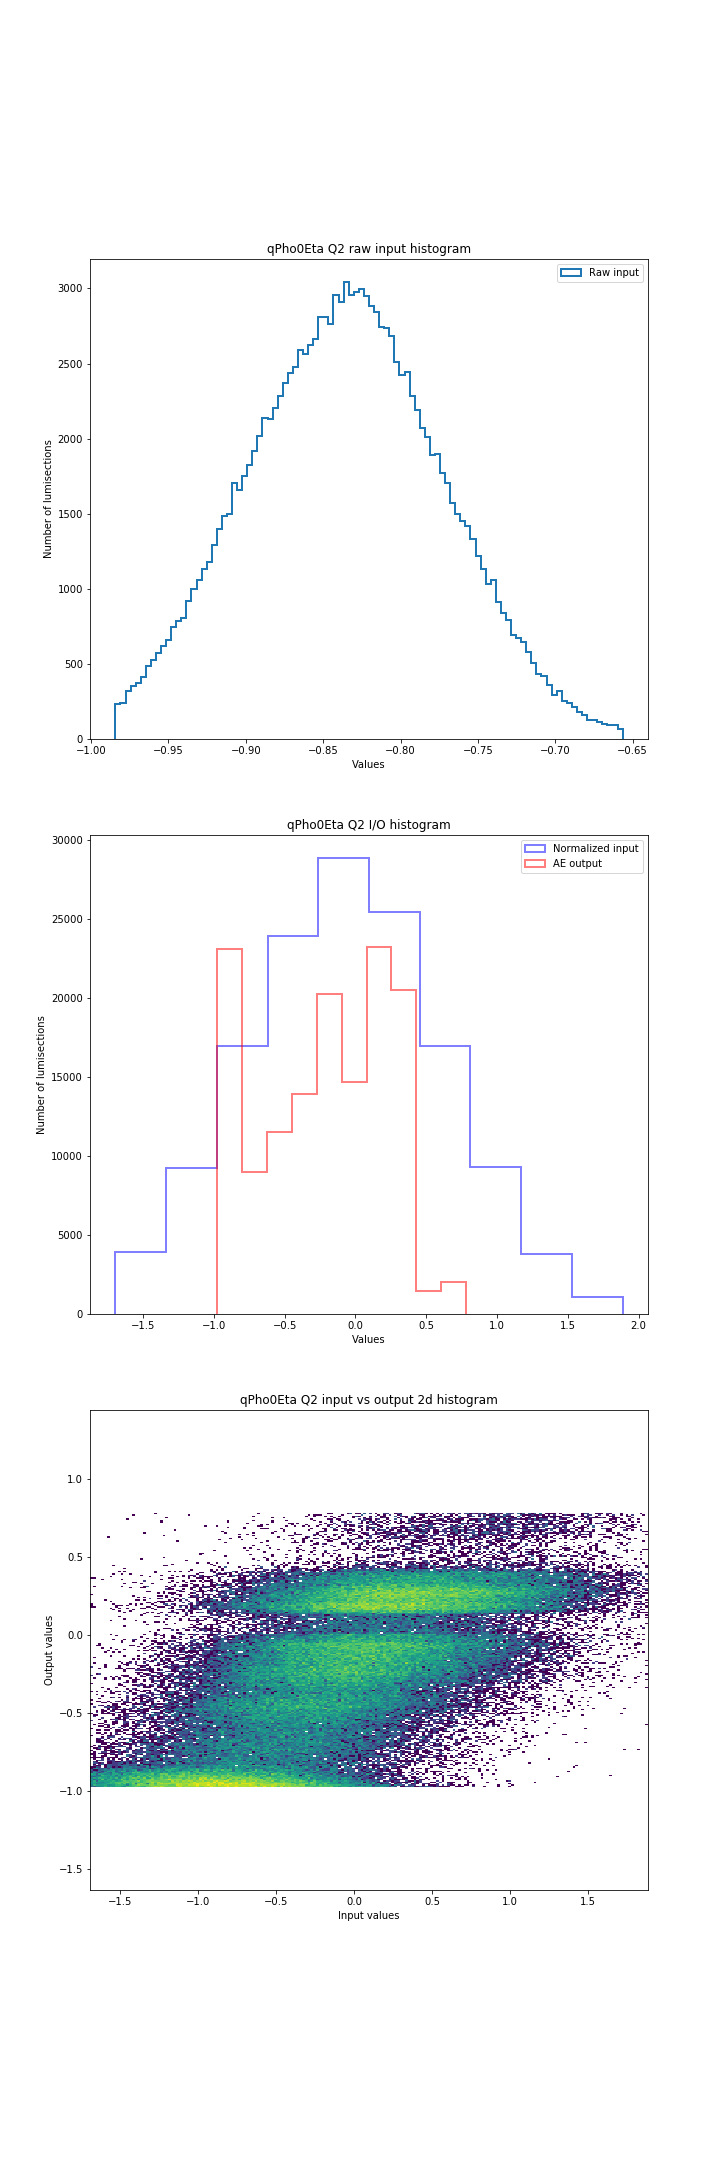 qPho0Eta Q2 raw input histogram
Raw input
3000
2500
2000
1500
1000
500
0
Number of lumisections
−1.00 −0.95 −0.90 −0.85 −0.80 −0.75 −0.70 −0.65
Values
qPho0Eta Q2 I/O histogram
Normalized input
AE output
30000
25000
20000
15000
10000
5000
0
Number of lumisections
−1.5 −1.0 −0.5 0.0 0.5 1.0 1.5 2.0
Values
qPho0Eta Q2 input vs output 2d histogram
1.0
0.5
0.0
−0.5
−1.0
−1.5
Output values
−1.5 −1.0 −0.5 0.0 0.5 1.0 1.5
Input values